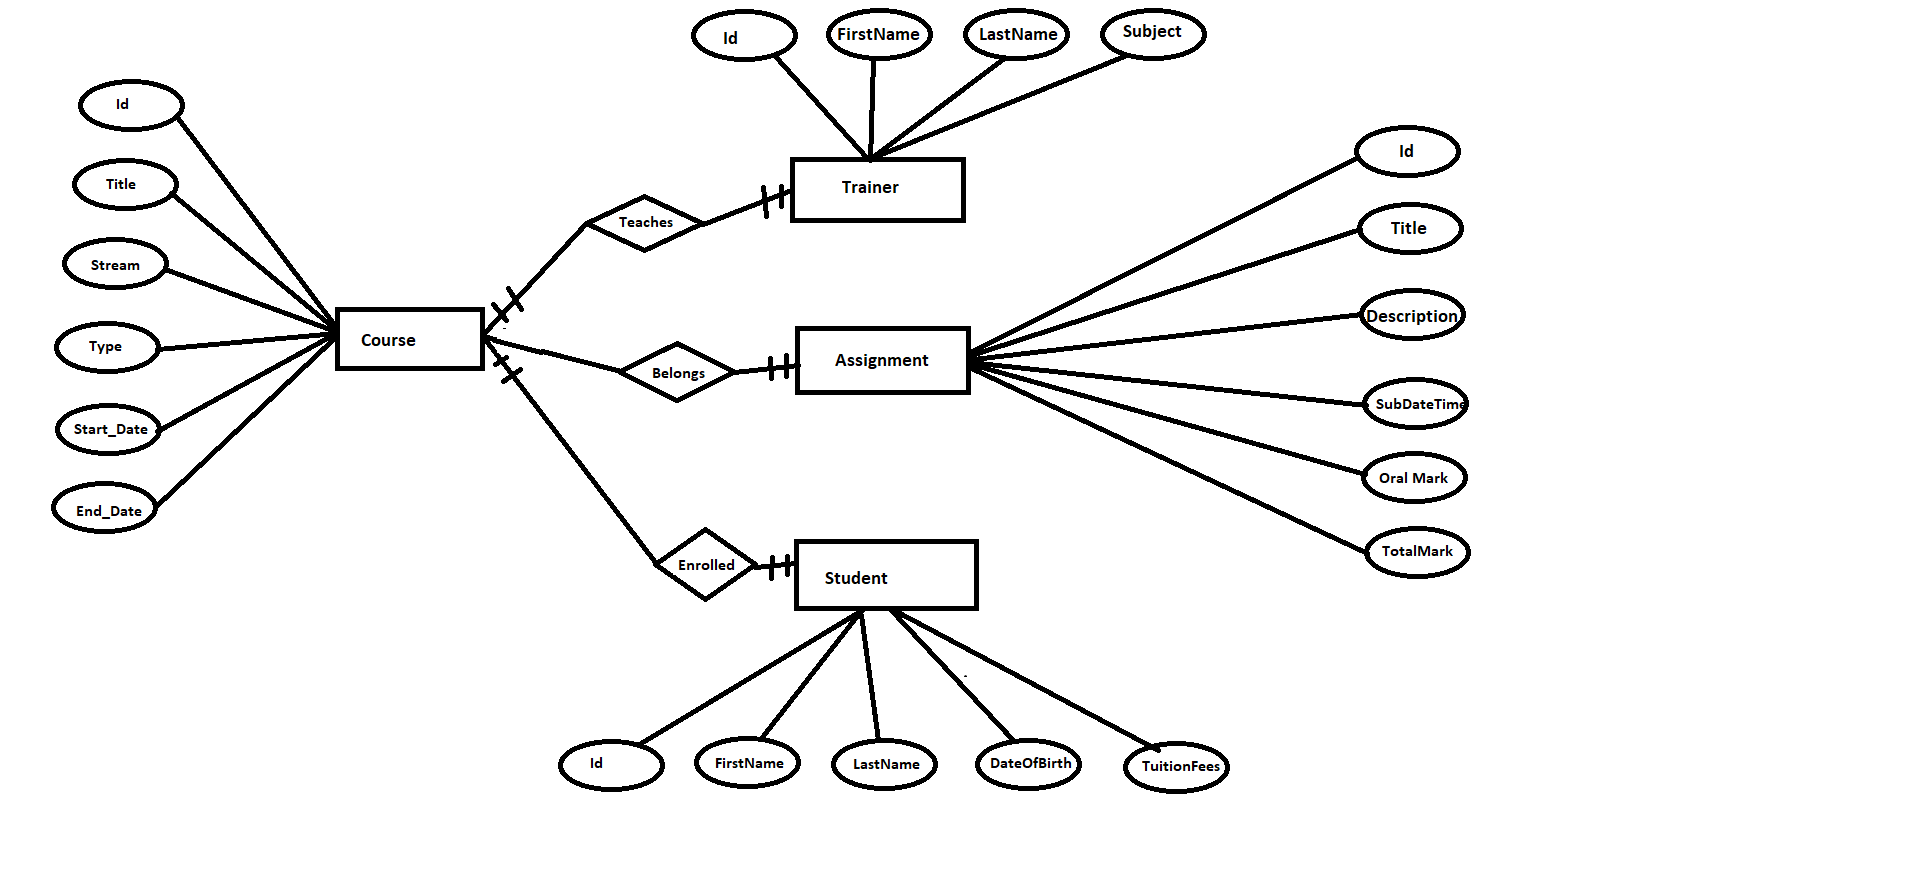 Id
FirstName
LastName
Subject
Id
Title
Stream
Type
Start_Date
End_Date
Trainer
Teaches
Course
Belongs
Assignment
Id
Title
Description
SubDateTime
Oral Mark
TotalMark
Enrolled
Student
Id
FirstName
LastName
DateOfBirth
TuitionFees